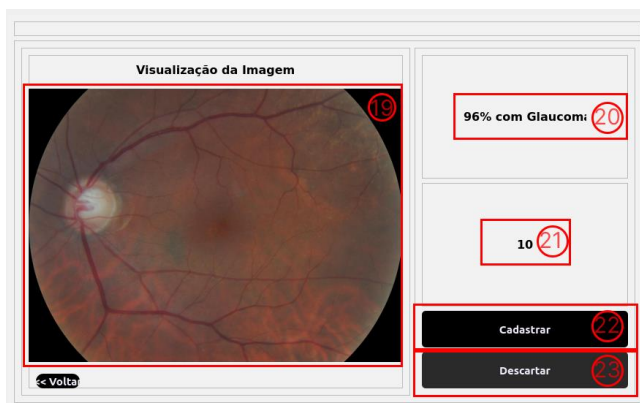 Visualização da Imagem
19
96% com Glaucoma
20
10
21
Cadastrar
22
Descartar
23
<< Voltar